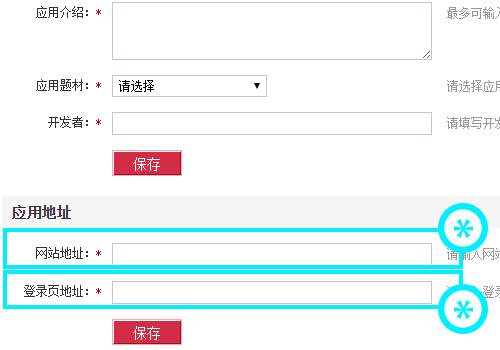 应用介绍：* 最多可输入
应用题材：* 请选择 请选择应用
开发者：* 请填写开发
保存
应用地址
网站地址：* 请输入网站
登录页地址：* 登录
保存